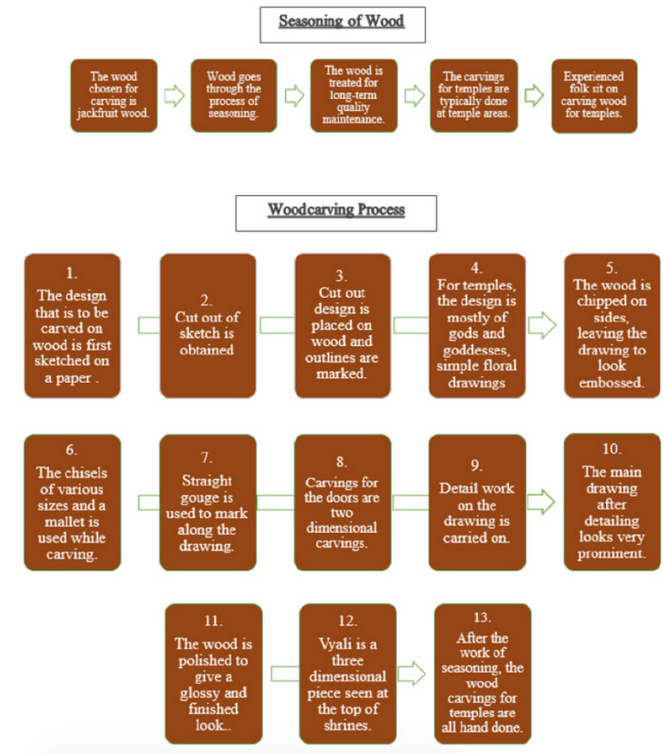 Seasoning of Wood
The wood
chosen for
carving is
jackfruit wood.
Wood goes
through the
process of
seasoning.
The wood is
treated for
long-term
quality
maintenance.
The carvings
for temples are
typically done
at temple areas.
Experienced
folk sit on
carving wood
for temples.
Woodcarving Process
1.
The design
that is to be
carved on
wood is first
sketched on
a paper .
2.
Cut out of
sketch is
obtained
3.
Cut out
design is
placed on
wood and
outlines are
marked.
4.
For temples,
the design is
mostly of
gods and
goddesses,
simple floral
drawings
5.
The wood is
chipped on
sides,
leaving the
drawing to
look
embossed.
6.
The chisels
of various
sizes and a
mallet is
used while
carving.
7.
Straight
gouge is
used to mark
along the
drawing.
8.
Carvings for
the doors are
two
dimensional
carvings.
9.
Detail work
on the
drawing is
carried on.
10.
The main
drawing
after
detailing
looks very
prominent.
11.
The wood is
polished to
give a
glossy and
finished
look..
12.
Vyali is a
three
dimensional
piece seen at
the top of
shrines.
13.
After the
work of
seasoning, the
wood
carvings for
temples are
all hand done.